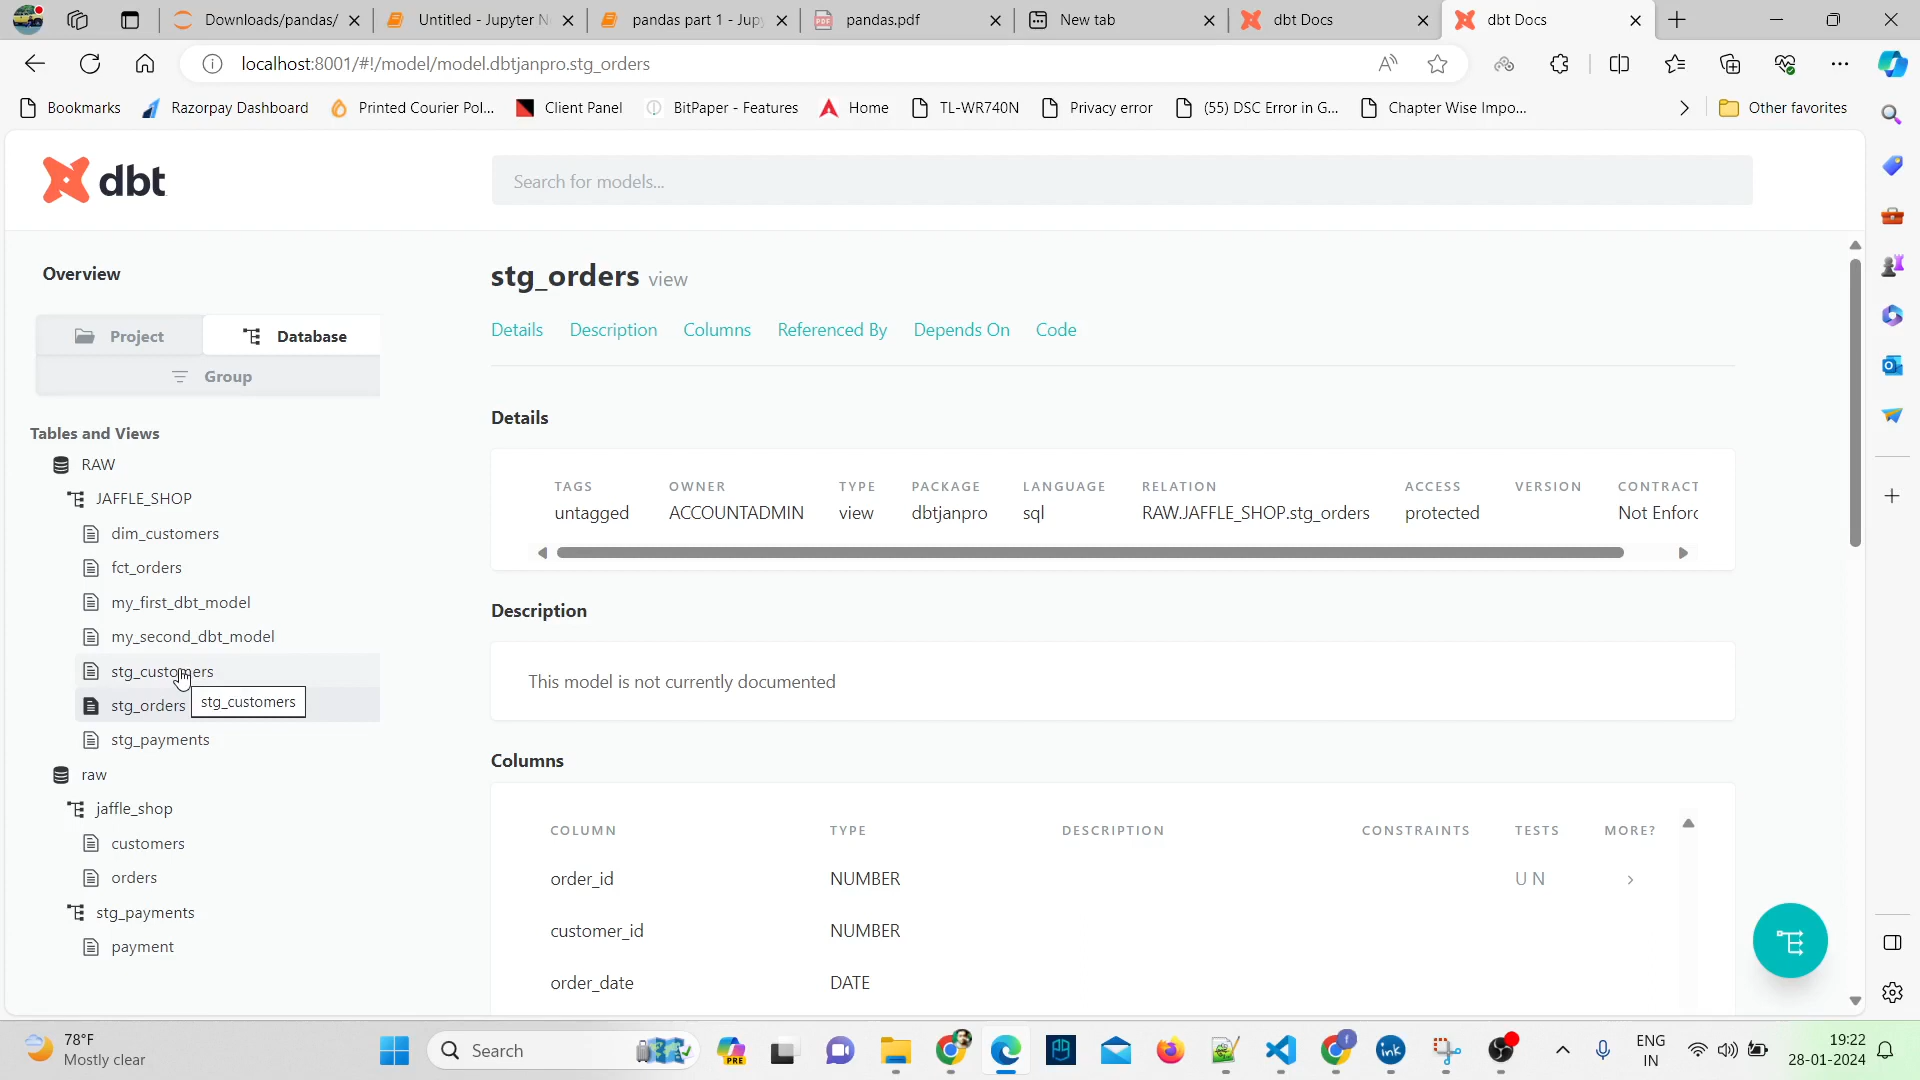 Downloads/pandas/
Untitled - Jupyter N
pandas part 1 - Jupy
pandas.pdf
New tab
dbt Docs
dbt Docs
localhost:8001/#!/model/model.dbtjanpro.stg_orders
Bookmarks
Razorpay Dashboard
Printed Courier Pol...
Client Panel
BitPaper - Features
Home
TL-WR740N
Privacy error
(55) DSC Error in G...
Chapter Wise Impo...
Other favorites
dbt
Search for models...
Overview
Project
Database
Group
Tables and Views
RAW
JAFFLE_SHOP
dim_customers
fct_orders
my_first_dbt_model
my_second_dbt_model
stg_customers
stg_orders
stg_customers
stg_payments
raw
jaffle_shop
customers
orders
stg_payments
payment
stg_orders view
Details Description Columns Referenced By Depends On Code
Details
TAGS OWNER TYPE PACKAGE LANGUAGE RELATION ACCESS VERSION CONTRACT
untagged ACCOUNTADMIN view dbtjanpro sql RAW.JAFFLE_SHOP.stg_orders protected Not Enforc
Description
This model is not currently documented
Columns
COLUMN TYPE DESCRIPTION CONSTRAINTS TESTS MORE?
order_id NUMBER U N
customer_id NUMBER
order_date DATE
78°F
Mostly clear
Search
PRE
ink
ENG
IN
19:22
28-01-2024